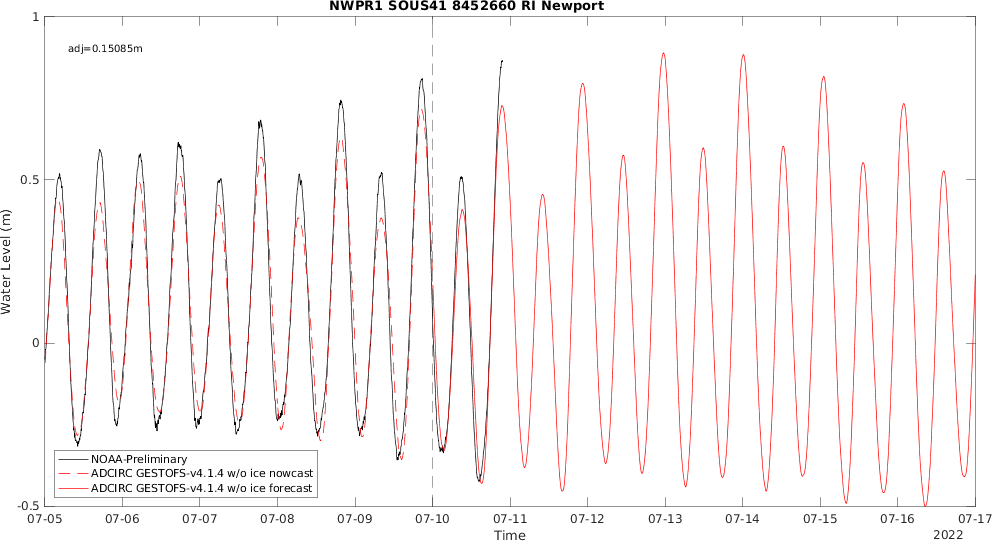 NWPR1 SOUS41 8452660 RI Newport
adj=0.15085m
1
0.5
0
-0.5
Water Level (m)
NOAA-Preliminary
ADCIRC GESTOFS-v4.1.4 w/o ice nowcast
ADCIRC GESTOFS-v4.1.4 w/o ice forecast
07-05 07-06 07-07 07-08 07-09 07-10 07-11 07-12 07-13 07-14 07-15 07-16 07-17
Time
2022